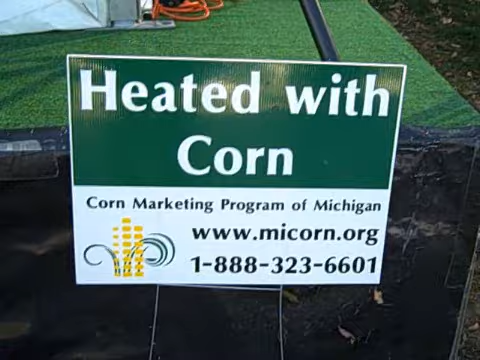 Heated with
Corn
Corn Marketing Program of Michigan
www.micorn.org
1-888-323-6601